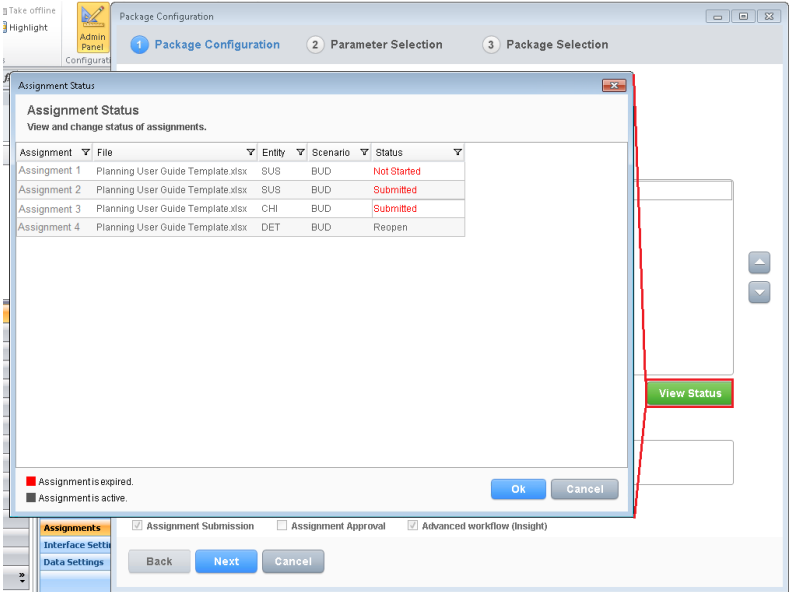 Take offline
Highlight
Admin
Panel
Configurati
Package Configuration
1 Package Configuration
2 Parameter Selection
3 Package Selection
Assignment Status
Assignment Status
View and change status of assignments.
Assignment File Entity Scenario Status
Assingment 1 Planning User Guide Template.xlsx SUS BUD Not Started
Assignment 2 Planning User Guide Template.xlsx SUS BUD Submitted
Assignment 3 Planning User Guide Template.xlsx CHI BUD Submitted
Assignment 4 Planning User Guide Template.xlsx DET BUD Reopen
View Status
Assignment is expired.
Assignment is active.
Ok Cancel
Assignment Submission Assignment Approval Advanced workflow (Insight)
Assignments
Interface Settin
Data Settings
Back Next Cancel